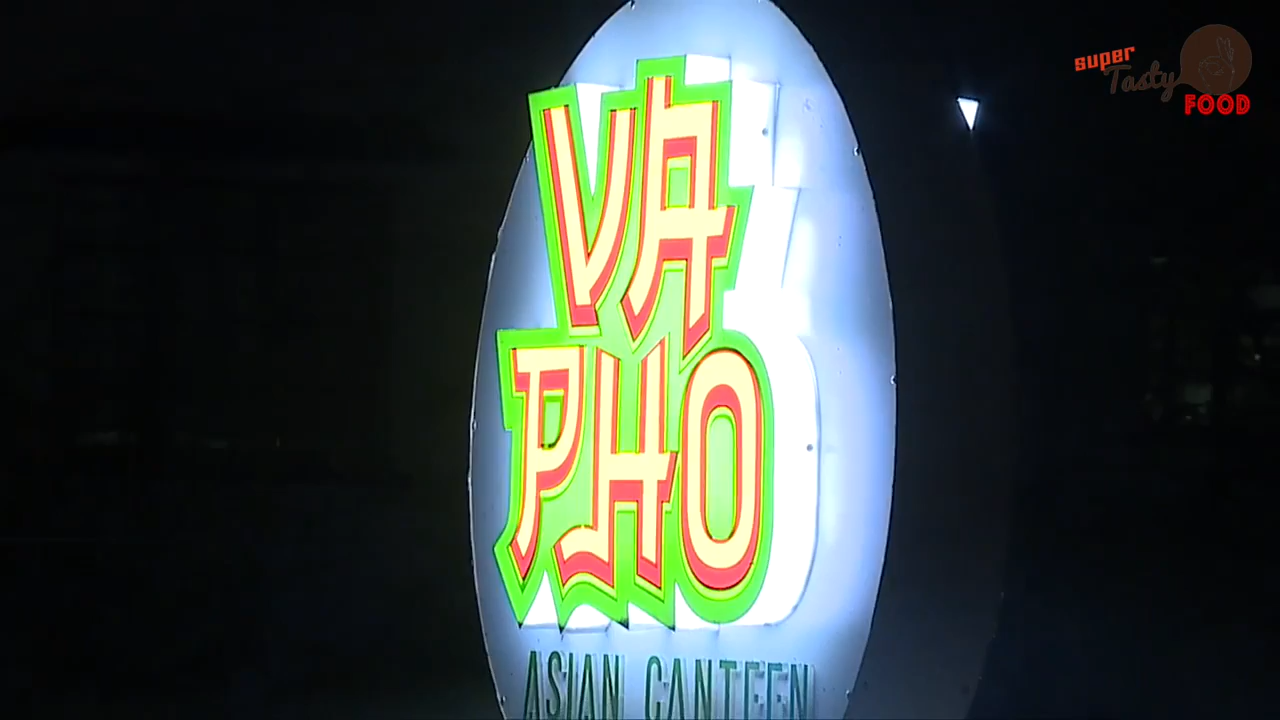 VA
PHO
ASIAN CANTEEN
super
Tasty
FOOD